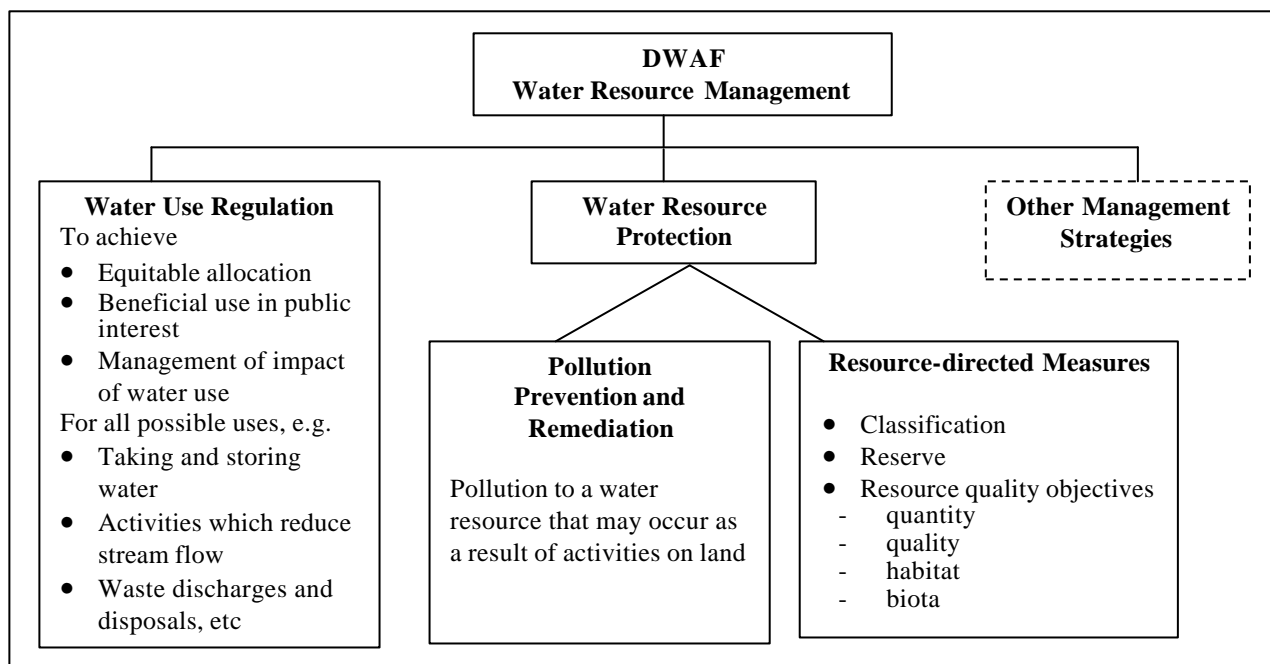 DWAF
Water Resource Management
Water Use Regulation
To achieve
• Equitable allocation
• Beneficial use in public
interest
• Management of impact
of water use
For all possible uses, e.g.
• Taking and storing
water
• Activities which reduce
stream flow
• Waste discharges and
disposals, etc
Water Resource
Protection
Other Management
Strategies
Pollution
Prevention and
Remediation
Pollution to a water
resource that may occur as
a result of activities on land
Resource-directed Measures
• Classification
• Reserve
• Resource quality objectives
- quantity
- quality
- habitat
- biota